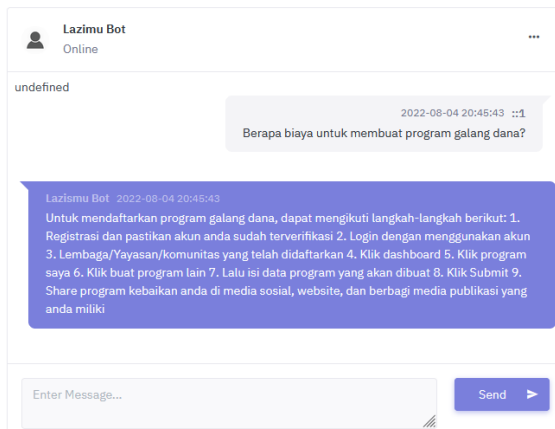 Lazimu Bot
Online
...
undefined
2022-08-04 20:45:43 ::1
Berapa biaya untuk membuat program galang dana?
Lazismu Bot 2022-08-04 20:45:43
Untuk mendaftarkan program galang dana, dapat mengikuti langkah-langkah berikut: 1.
Registrasi dan pastikan akun anda sudah terverifikasi 2. Login dengan menggunakan akun
3. Lembaga/Yayasan/komunitas yang telah didaftarkan 4. Klik dashboard 5. Klik program
saya 6. Klik buat program lain 7. Lalu isi data program yang akan dibuat 8. Klik Submit 9.
Share program kebaikan anda di media sosial, website, dan berbagi media publikasi yang
anda miliki
Enter Message...
Send